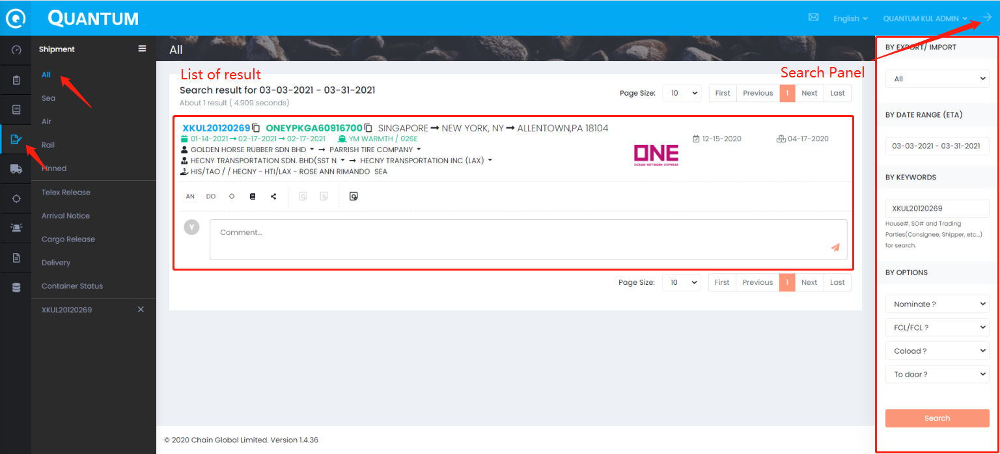 QUANTUM
English
QUANTUM KUL ADMIN
Shipment
All
Sea
Air
Rail
Pinned
Telex Release
Arrival Notice
Cargo Release
Delivery
Container Status
XKUL20120269
All
List of result
Search Panel
Search result for 03-03-2021 - 03-31-2021
About 1 result ( 4.909 seconds)
Page Size: 10 First Previous 1 Next Last
XKUL20120269 ONEYPKGA60916700 SINGAPORE → NEW YORK, NY → ALLENTOWN,PA 18104
01-14-2021 → 02-17-2021 → 02-17-2021 YM WARMTH / 026E
12-15-2020 04-17-2020
GOLDEN HORSE RUBBER SDN BHD → PARRISH TIRE COMPANY
HECNY TRANSPORTATION SDN. BHD(SST N → HECNY TRANSPORTATION INC (LAX)
HIS/TAO / / HECNY - HTI/LAX - ROSE ANN RIMANDO SEA
ONE
OCEAN NETWORK EXPRESS
AN DO
Y
Comment...
Page Size: 10 First Previous 1 Next Last
BY EXPORT/ IMPORT
All
BY DATE RANGE (ETA)
03-03-2021 - 03-31-2021
BY KEYWORDS
XKUL20120269
House#, SO# and Trading
Parties(Consignee, Shipper, etc...)
for search.
BY OPTIONS
Nominate ?
FCL/FCL ?
Coload ?
To door ?
Search
© 2020 Chain Global Limited. Version 1.4.36